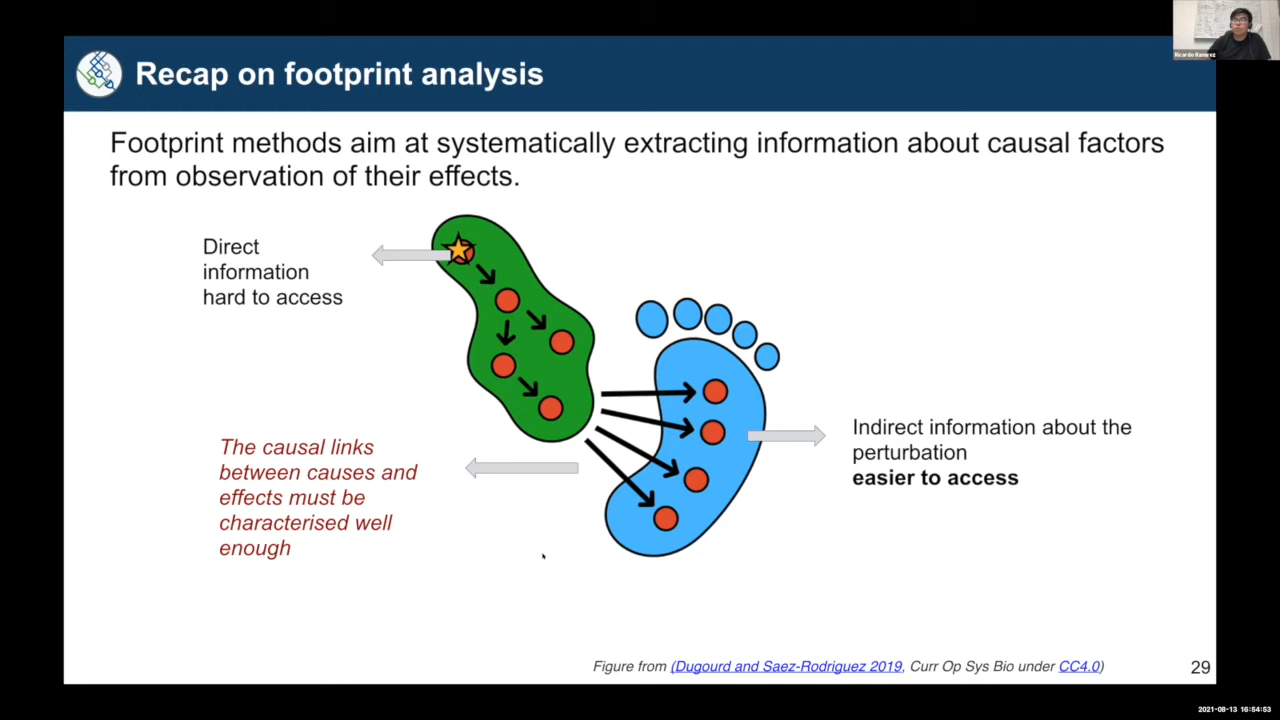 Ricardo Ramirez
Recap on footprint analysis
Footprint methods aim at systematically extracting information about causal factors
from observation of their effects.
Direct
information
hard to access
The causal links
between causes and
effects must be
characterised well
enough
Indirect information about the
perturbation
easier to access
Figure from (Dugourd and Saez-Rodriguez 2019, Curr Op Sys Bio under CC4.0)
29
2021-08-13 16:54:53